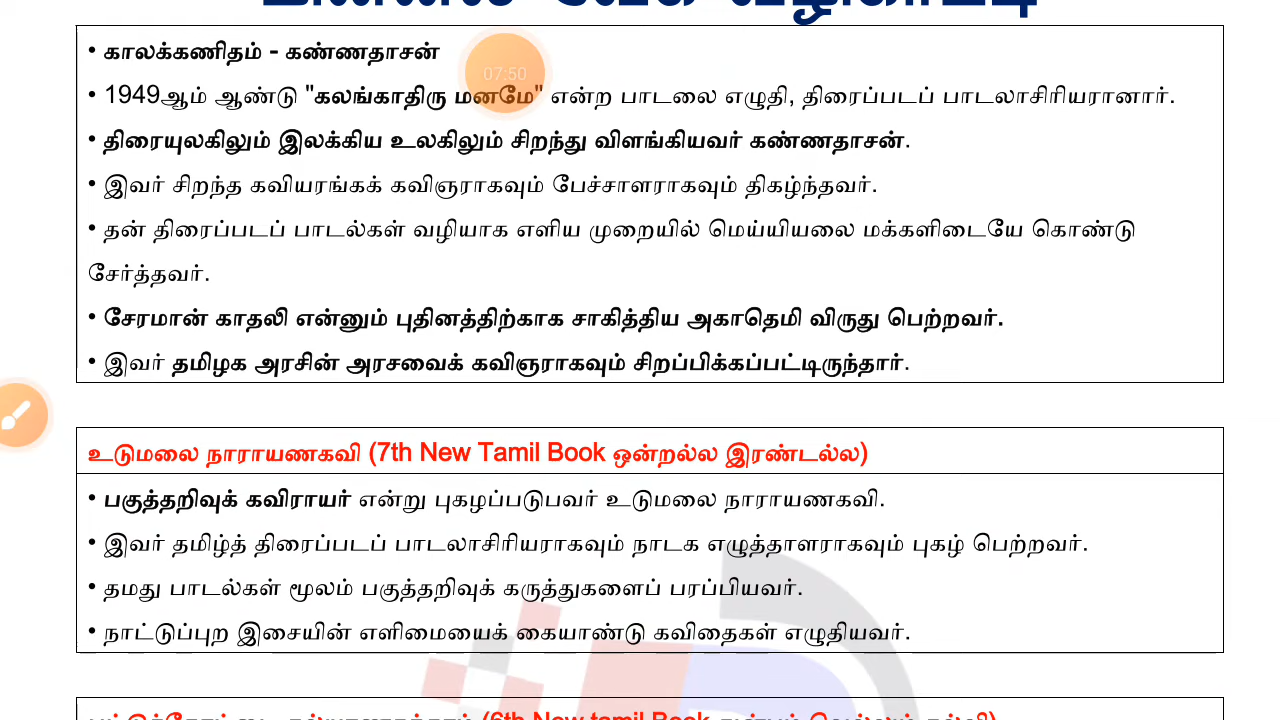 • காலக்கணிதம் - கண்ணதாசன்
07:50
• 1949ஆம் ஆண்டு "கலங்காதிரு மனமே" என்ற பாடலை எழுதி, திரைப்படப் பாடலாசிரியரானார்.
• திரையுலகிலும் இலக்கிய உலகிலும் சிறந்து விளங்கியவர் கண்ணதாசன்.
• இவர் சிறந்த கவியரங்கக் கவிஞராகவும் பேச்சாளராகவும் திகழ்ந்தவர்.
• தன் திரைப்படப் பாடல்கள் வழியாக எளிய முறையில் மெய்யியலை மக்களிடையே கொண்டு
சேர்த்தவர்.
• சேரமான் காதலி என்னும் புதினத்திற்காக சாகித்திய அகாதெமி விருது பெற்றவர்.
• இவர் தமிழக அரசின் அரசவைக் கவிஞராகவும் சிறப்பிக்கப்பட்டிருந்தார்.
உடுமலை நாராயணகவி (7th New Tamil Book ஒன்றல்ல இரண்டல்ல)
• பகுத்தறிவுக் கவிராயர் என்று புகழப்படுபவர் உடுமலை நாராயணகவி.
• இவர் தமிழ்த் திரைப்படப் பாடலாசிரியராகவும் நாடக எழுத்தாளராகவும் புகழ் பெற்றவர்.
• தமது பாடல்கள் மூலம் பகுத்தறிவுக் கருத்துகளைப் பரப்பியவர்.
• நாட்டுப்புற இசையின் எளிமையைக் கையாண்டு கவிதைகள் எழுதியவர்.
(6th New tamil Book